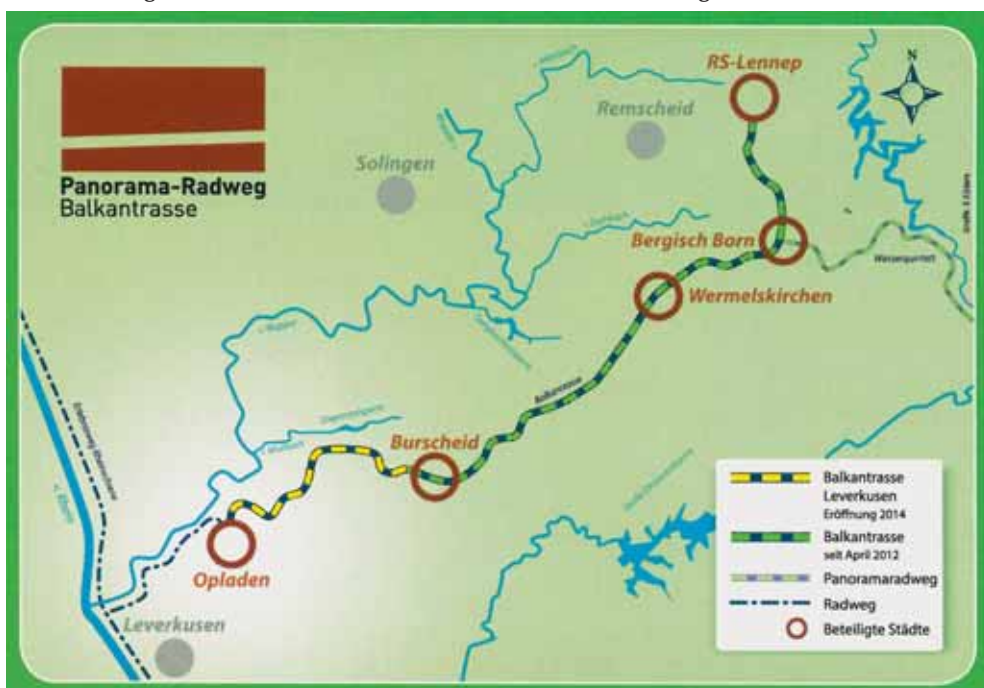 RS-Lennep
N
Remscheid
Solingen
Panorama-Radweg
Balkantrasse
Bergisch Born
Wermelskirchen
Wasserquintett
Balkantrasse
Burscheid
Opladen
Leverkusen
Balkantrasse
Leverkusen
Eröffnung 2014
Balkantrasse
seit April 2012
Panoramaradweg
Radweg
Beteiligte Städte